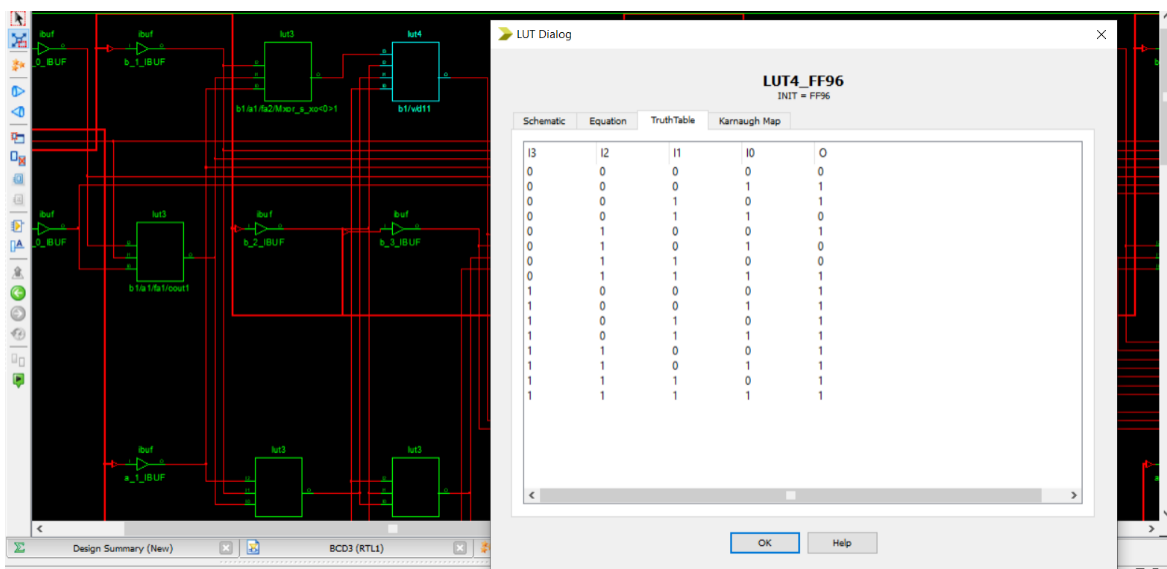 LUT Dialog
LUT4_FF96
INIT = FF96
Schematic Equation TruthTable Karnaugh Map
I3 I2 I1 I0 O
0 0 0 0 0
0 0 0 1 1
0 0 1 0 1
0 0 1 1 0
0 1 0 0 1
0 1 0 1 0
0 1 1 0 0
0 1 1 1 1
1 0 0 0 1
1 0 0 1 1
1 0 1 0 1
1 0 1 1 1
1 1 0 0 1
1 1 0 1 1
1 1 1 0 1
1 1 1 1 1
OK Help
ibuf ibuf lut3 lut4
_0_IBUF b_1_IBUF
b1/a1/fa2/Mxor_s_xo<0>1 b1/wd11
ibuf lut3 ibuf ibuf
_0_IBUF b_2_IBUF b_3_IBUF
b1/a1/fa1/cout1
ibuf lut3 lut3
a_1_IBUF
Design Summary (New) BCD3 (RTL1)